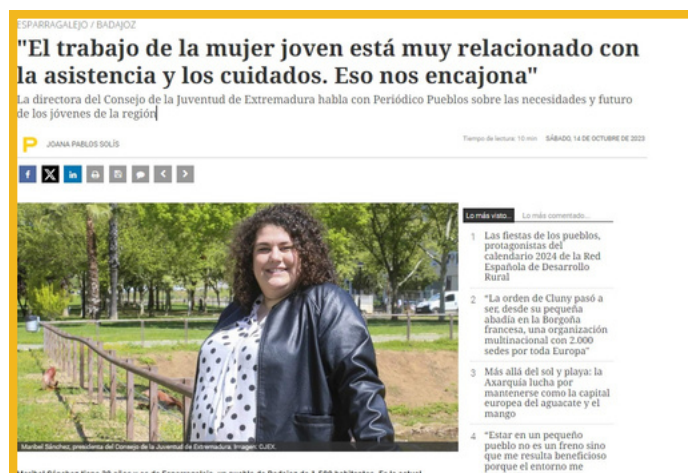 ESPARRAGALEJO / BADAJOZ
"El trabajo de la mujer joven está muy relacionado con
la asistencia y los cuidados. Eso nos encajona"
La directora del Consejo de la Juventud de Extremadura habla con Periódico Pueblos sobre las necesidades y futuro
de los jóvenes de la región
P JOANA PABLOS SOLÍS
Tiempo de lectura: 10 min SÁBADO, 14 DE OCTUBRE DE 2023
Lo más visto... Lo más comentado...
1 Las fiestas de los pueblos,
protagonistas del
calendario 2024 de la Red
Española de Desarrollo
Rural
2 "La orden de Cluny pasó a
ser, desde su pequeña
abadía en la Borgoña
francesa, una organización
multinacional con 2.000
sedes por toda Europa"
3 Más allá del sol y playa: la
Axarquía lucha por
mantenerse como la capital
europea del aguacate y el
mango
4 "Estar en un pequeño
pueblo no es un freno sino
que me resulta beneficioso
porque el entorno me
Maribel Sánchez, presidenta del Consejo de la Juventud de Extremadura. Imagen: CJEX.